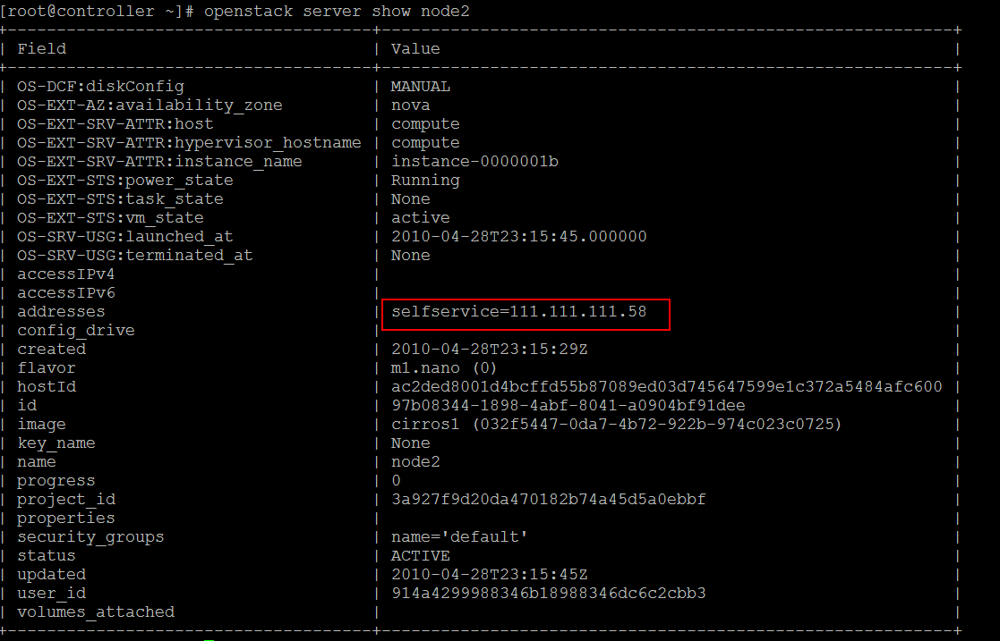 [root@controller ~]# openstack server show node2
+-------------------------------------+----------------------------------------------------------+
| Field                               | Value                                                    |
+-------------------------------------+----------------------------------------------------------+
| OS-DCF:diskConfig                   | MANUAL                                                   |
| OS-EXT-AZ:availability_zone         | nova                                                     |
| OS-EXT-SRV-ATTR:host                | compute                                                  |
| OS-EXT-SRV-ATTR:hypervisor_hostname | compute                                                  |
| OS-EXT-SRV-ATTR:instance_name       | instance-0000001b                                        |
| OS-EXT-STS:power_state              | Running                                                  |
| OS-EXT-STS:task_state               | None                                                     |
| OS-EXT-STS:vm_state                 | active                                                   |
| OS-SRV-USG:launched_at              | 2010-04-28T23:15:45.000000                               |
| OS-SRV-USG:terminated_at            | None                                                     |
| accessIPv4                          |                                                          |
| accessIPv6                          |                                                          |
| addresses                           | selfservice=111.111.111.58                               |
| config_drive                        |                                                          |
| created                             | 2010-04-28T23:15:29Z                                     |
| flavor                              | m1.nano (0)                                              |
| hostId                              | ac2ded8001d4bcffd55b87089ed03d745647599e1c372a5484afc600 |
| id                                  | 97b08344-1898-4abf-8041-a0904bf91dee                     |
| image                               | cirros1 (032f5447-0da7-4b72-922b-974c023c0725)           |
| key_name                            | None                                                     |
| name                                | node2                                                    |
| progress                            | 0                                                        |
| project_id                          | 3a927f9d20da470182b74a45d5a0ebbf                         |
| properties                          |                                                          |
| security_groups                     | name='default'                                           |
| status                              | ACTIVE                                                   |
| updated                             | 2010-04-28T23:15:45Z                                     |
| user_id                             | 914a4299988346b18988346dc6c2cbb3                         |
| volumes_attached                    |                                                          |
+-------------------------------------+----------------------------------------------------------+